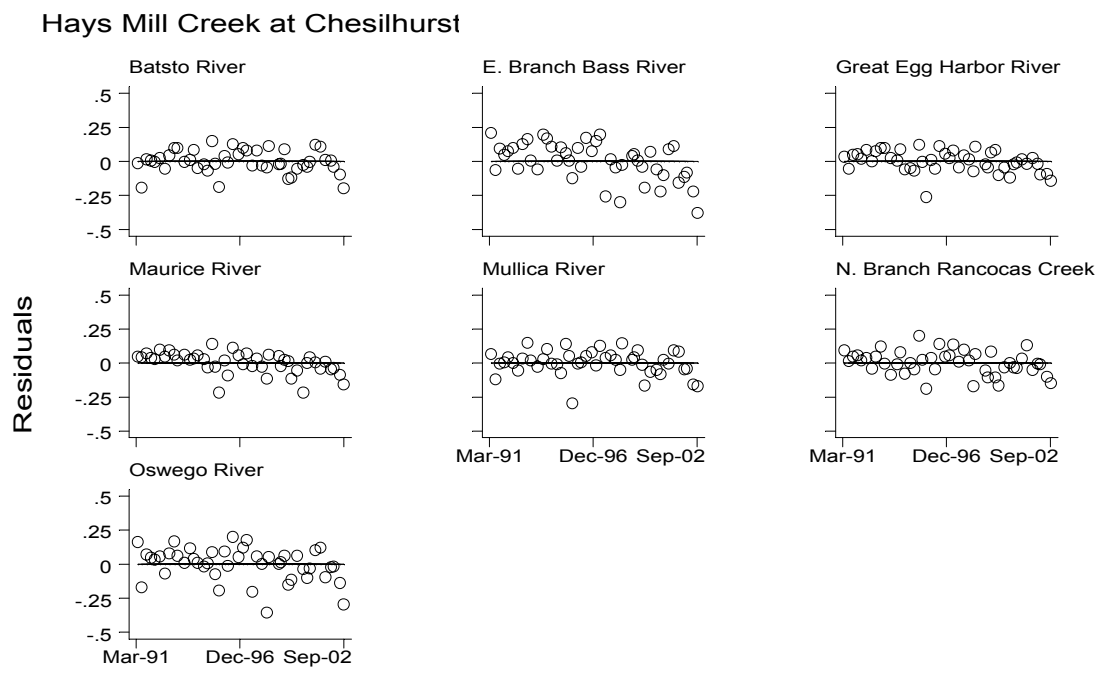 Hays Mill Creek at Chesilhurst
Batsto River
E. Branch Bass River
Great Egg Harbor River
.5
.25
0
-.25
-.5
Maurice River
Mullica River
N. Branch Rancocas Creek
.5
.25
0
-.25
-.5
Residuals
Mar-91 Dec-96 Sep-02
Mar-91 Dec-96 Sep-02
Oswego River
.5
.25
0
-.25
-.5
Mar-91 Dec-96 Sep-02